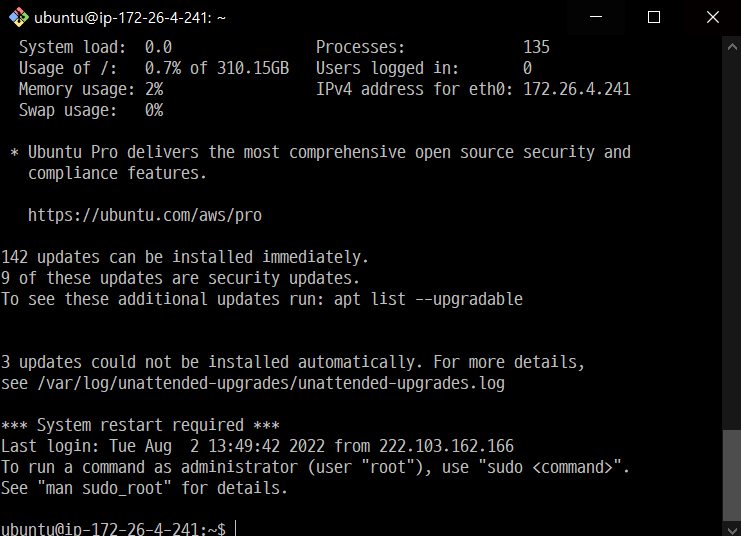 ubuntu@ip-172-26-4-241: ~
System load:  0.0                Processes:             135
Usage of /:   0.7% of 310.15GB   Users logged in:       0
Memory usage: 2%                 IPv4 address for eth0: 172.26.4.241
Swap usage:   0%
* Ubuntu Pro delivers the most comprehensive open source security and
compliance features.
https://ubuntu.com/aws/pro
142 updates can be installed immediately.
9 of these updates are security updates.
To see these additional updates run: apt list --upgradable
3 updates could not be installed automatically. For more details,
see /var/log/unattended-upgrades/unattended-upgrades.log
*** System restart required ***
Last login: Tue Aug  2 13:49:42 2022 from 222.103.162.166
To run a command as administrator (user "root"), use "sudo <command>".
See "man sudo_root" for details.
ubuntu@ip-172-26-4-241:~$